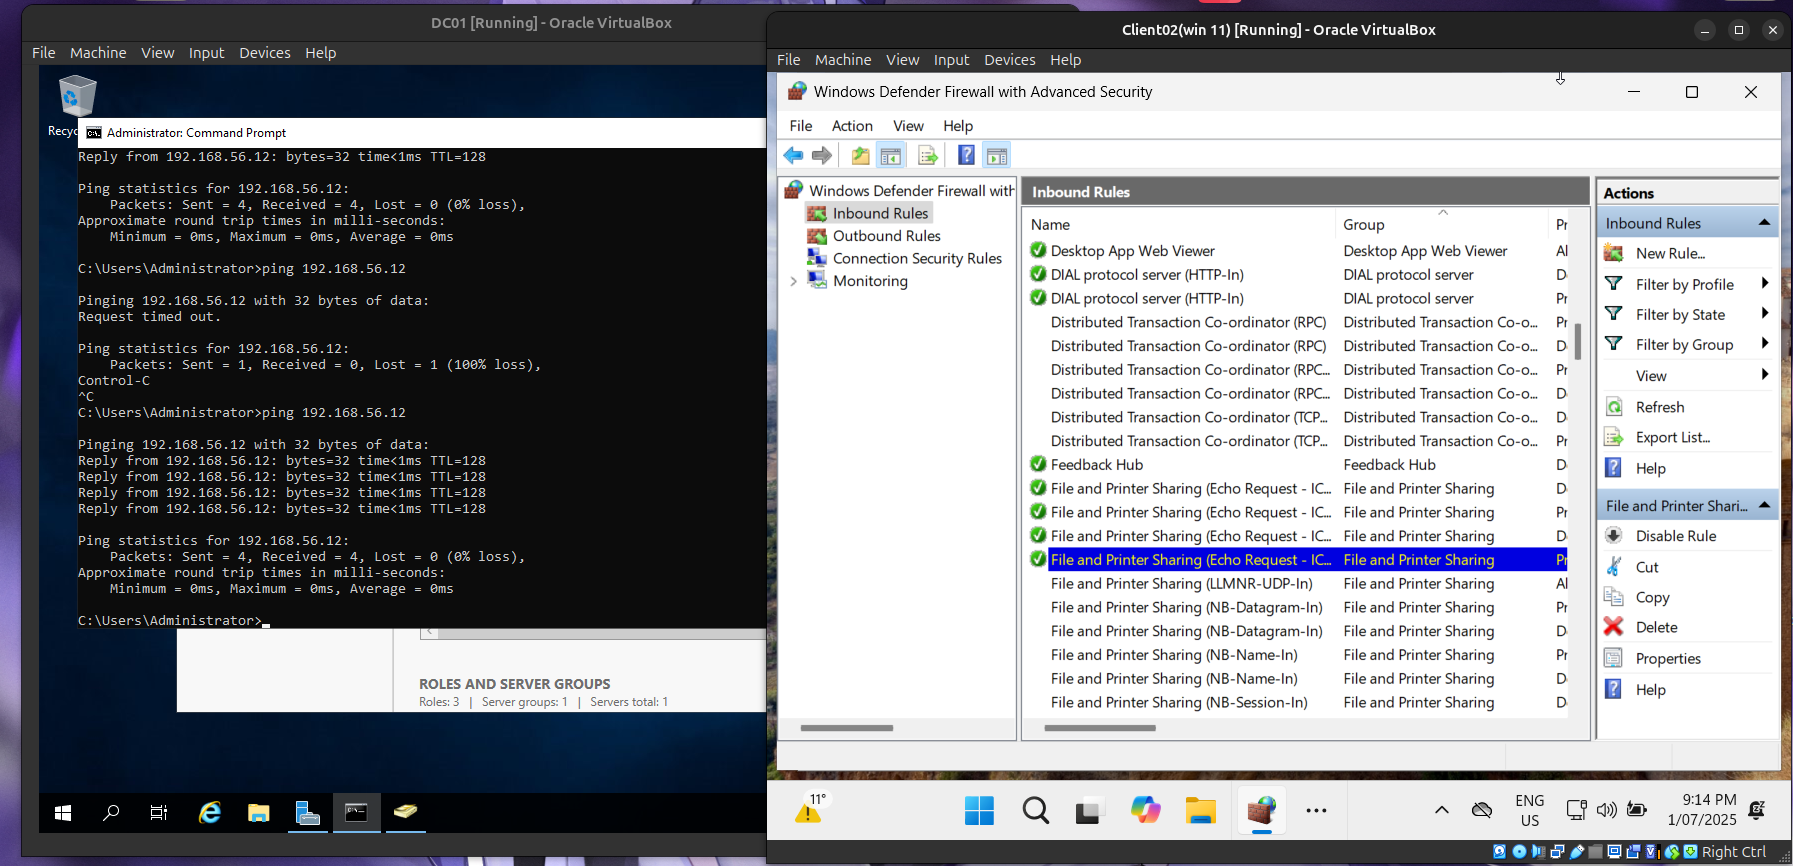 DC01 [Running] - Oracle VirtualBox
File Machine View Input Devices Help
Administrator: Command Prompt
Reply from 192.168.56.12: bytes=32 time<1ms TTL=128
Ping statistics for 192.168.56.12:
Packets: Sent = 4, Received = 4, Lost = 0 (0% loss),
Approximate round trip times in milli-seconds:
Minimum = 0ms, Maximum = 0ms, Average = 0ms
C:\Users\Administrator>ping 192.168.56.12
Pinging 192.168.56.12 with 32 bytes of data:
Request timed out.
Ping statistics for 192.168.56.12:
Packets: Sent = 1, Received = 0, Lost = 1 (100% loss),
Control-C
^C
C:\Users\Administrator>ping 192.168.56.12
Pinging 192.168.56.12 with 32 bytes of data:
Reply from 192.168.56.12: bytes=32 time<1ms TTL=128
Reply from 192.168.56.12: bytes=32 time<1ms TTL=128
Reply from 192.168.56.12: bytes=32 time<1ms TTL=128
Reply from 192.168.56.12: bytes=32 time<1ms TTL=128
Ping statistics for 192.168.56.12:
Packets: Sent = 4, Received = 4, Lost = 0 (0% loss),
Approximate round trip times in milli-seconds:
Minimum = 0ms, Maximum = 0ms, Average = 0ms
C:\Users\Administrator>
ROLES AND SERVER GROUPS
Roles: 3 | Server groups: 1 | Servers total: 1
Client02(win 11) [Running] - Oracle VirtualBox
File Machine View Input Devices Help
Windows Defender Firewall with Advanced Security
File Action View Help
Windows Defender Firewall with
Inbound Rules
Outbound Rules
Connection Security Rules
Monitoring
Inbound Rules
Name Group Pr
Desktop App Web Viewer Desktop App Web Viewer Al
DIAL protocol server (HTTP-In) DIAL protocol server D
DIAL protocol server (HTTP-In) DIAL protocol server Pr
Distributed Transaction Co-ordinator (RPC) Distributed Transaction Co-o... Pr
Distributed Transaction Co-ordinator (RPC) Distributed Transaction Co-o... D
Distributed Transaction Co-ordinator (RPC... Distributed Transaction Co-o... Pr
Distributed Transaction Co-ordinator (RPC... Distributed Transaction Co-o... D
Distributed Transaction Co-ordinator (TCP... Distributed Transaction Co-o... D
Distributed Transaction Co-ordinator (TCP... Distributed Transaction Co-o... Pr
Feedback Hub Feedback Hub D
File and Printer Sharing (Echo Request - IC... File and Printer Sharing D
File and Printer Sharing (Echo Request - IC... File and Printer Sharing Pr
File and Printer Sharing (Echo Request - IC... File and Printer Sharing D
File and Printer Sharing (Echo Request - IC... File and Printer Sharing Pr
File and Printer Sharing (LLMNR-UDP-In) File and Printer Sharing Al
File and Printer Sharing (NB-Datagram-In) File and Printer Sharing Pr
File and Printer Sharing (NB-Datagram-In) File and Printer Sharing D
File and Printer Sharing (NB-Name-In) File and Printer Sharing Pr
File and Printer Sharing (NB-Name-In) File and Printer Sharing D
File and Printer Sharing (NB-Session-In) File and Printer Sharing D
Actions
Inbound Rules
New Rule...
Filter by Profile
Filter by State
Filter by Group
View
Refresh
Export List...
Help
File and Printer Shari...
Disable Rule
Cut
Copy
Delete
Properties
Help
11°
ENG
US
9:14 PM
1/07/2025
Right Ctrl